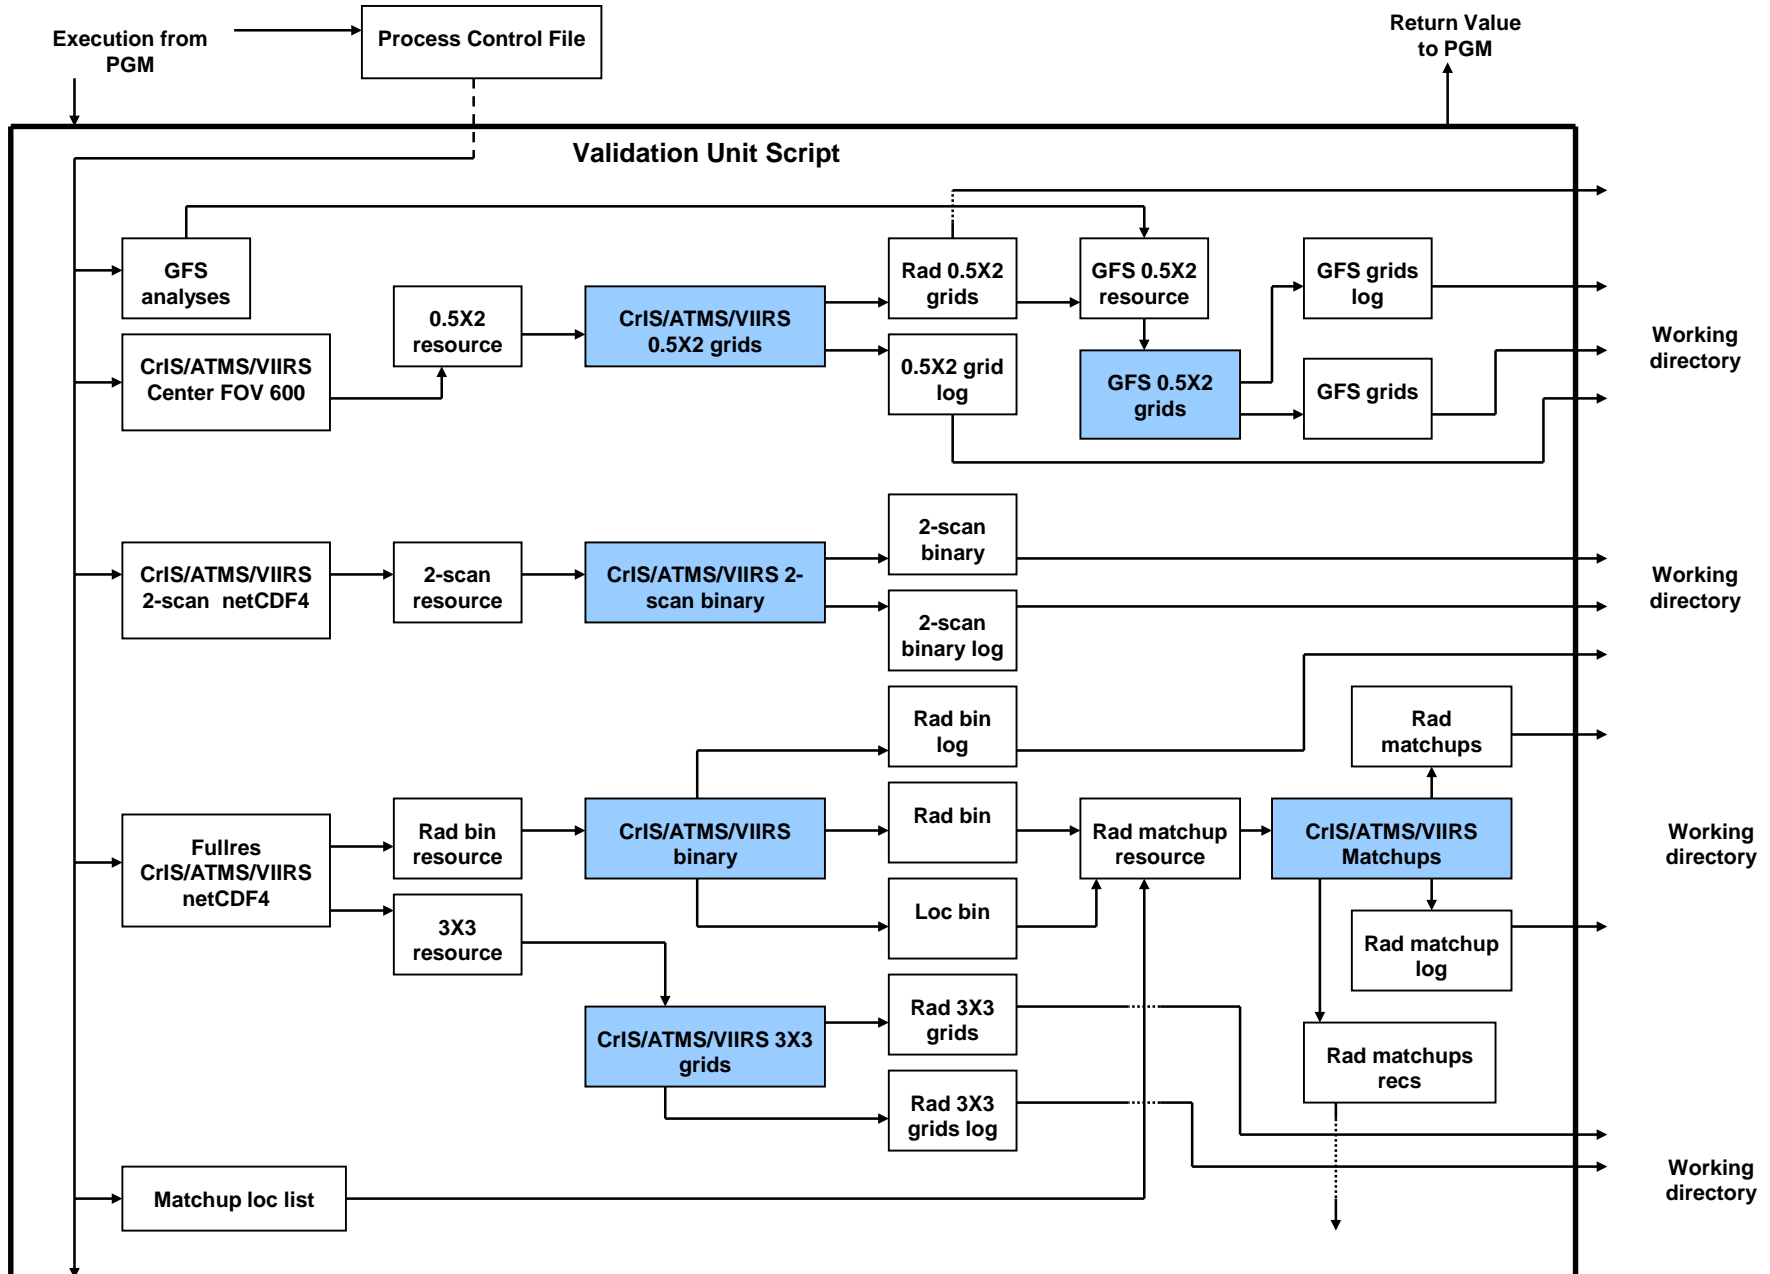 Execution from
PGM
Process Control File
Return Value
to PGM
Validation Unit Script
GFS
analyses
CrIS/ATMS/VIIRS
Center FOV 600
0.5X2
resource
CrIS/ATMS/VIIRS
0.5X2 grids
Rad 0.5X2
grids
0.5X2 grid
log
GFS 0.5X2
resource
GFS 0.5X2
grids
GFS grids
log
GFS grids
Working
directory
CrIS/ATMS/VIIRS
2-scan netCDF4
2-scan
resource
CrIS/ATMS/VIIRS 2-
scan binary
2-scan
binary
2-scan
binary log
Working
directory
Fullres
CrIS/ATMS/VIIRS
netCDF4
Rad bin
resource
3X3
resource
CrIS/ATMS/VIIRS
binary
CrIS/ATMS/VIIRS 3X3
grids
Rad bin
log
Rad bin
Loc bin
Rad 3X3
grids
Rad 3X3
grids log
Rad matchup
resource
CrIS/ATMS/VIIRS
Matchups
Rad
matchups
Rad matchup
log
Rad matchups
recs
Working
directory
Matchup loc list
Working
directory